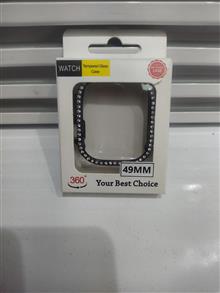 WATCH
Tempered Glass
Case
49MM
360°
Your Best Choice